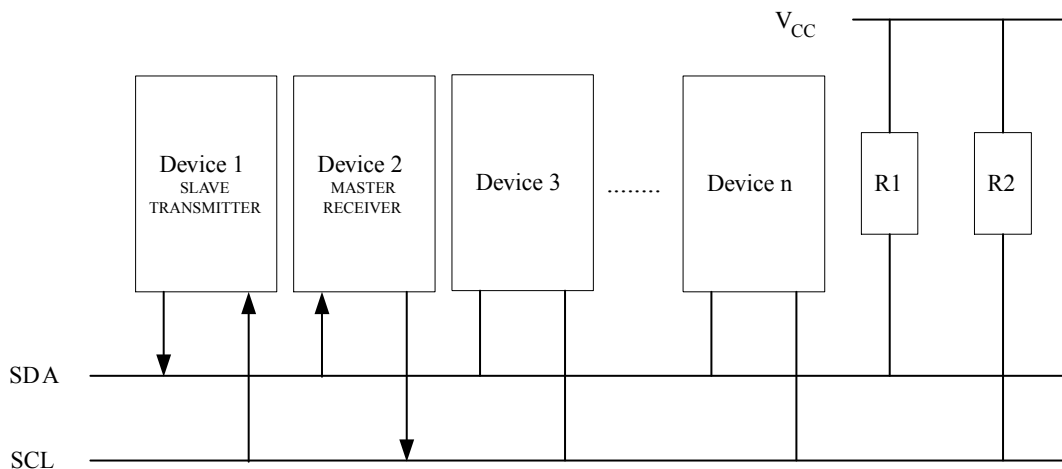 V_CC
Device 1
SLAVE
TRANSMITTER
Device 2
MASTER
RECEIVER
Device 3
........
Device n
R1
R2
SDA
SCL